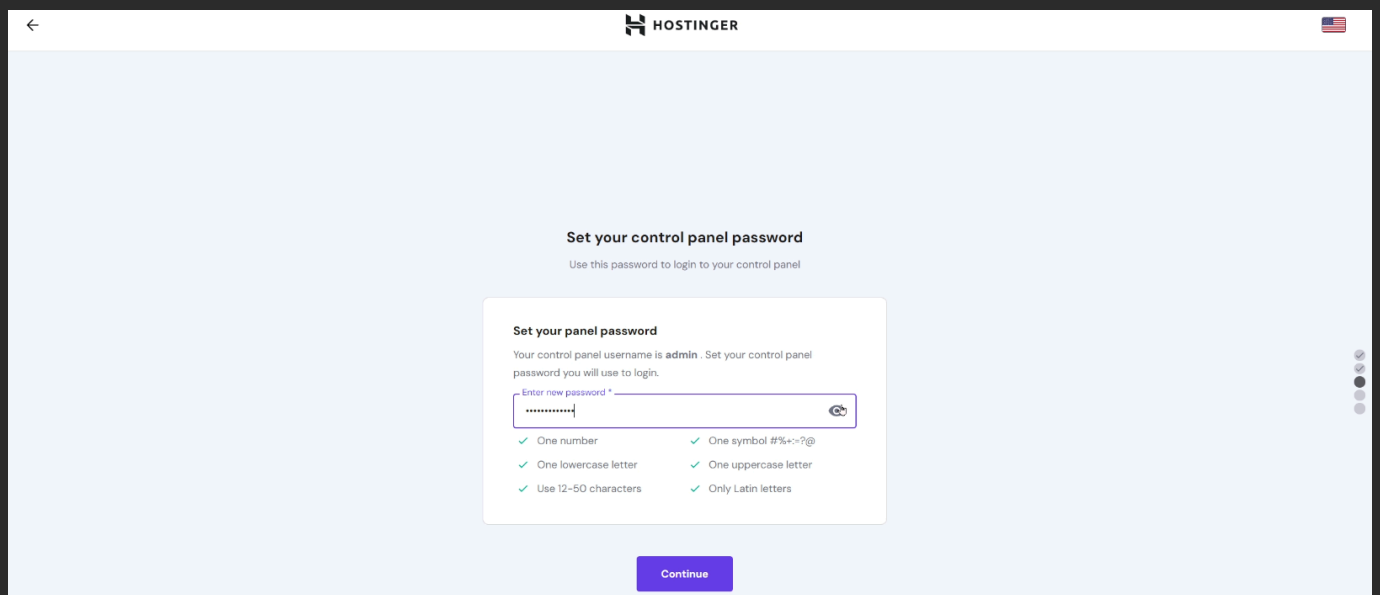 HOSTINGER
Set your control panel password
Use this password to login to your control panel
Set your panel password
Your control panel username is admin . Set your control panel
password you will use to login.
Enter new password *
•••••••••••••
One number
One symbol #%+:=?@
One lowercase letter
One uppercase letter
Use 12-50 characters
Only Latin letters
Continue